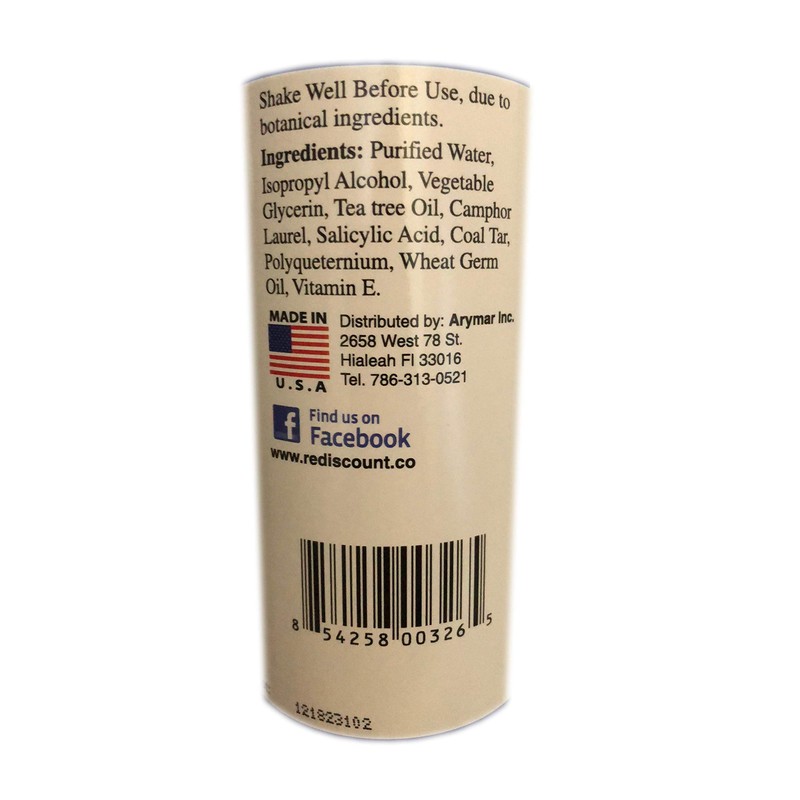 Shake Well Before Use, due to
botanical ingredients.
Ingredients: Purified Water,
Isopropyl Alcohol, Vegetable
Glycerin, Tea tree Oil, Camphor
Laurel, Salicylic Acid, Coal Tar,
Polyqueternium, Wheat Germ
Oil, Vitamin E.
MADE IN
U.S.A
Distributed by: Arymar Inc.
2658 West 78 St.
Hialeah Fl 33016
Tel. 786-313-0521
f
Find us on
Facebook
www.rediscount.co
8 54258 00326 5
121823102